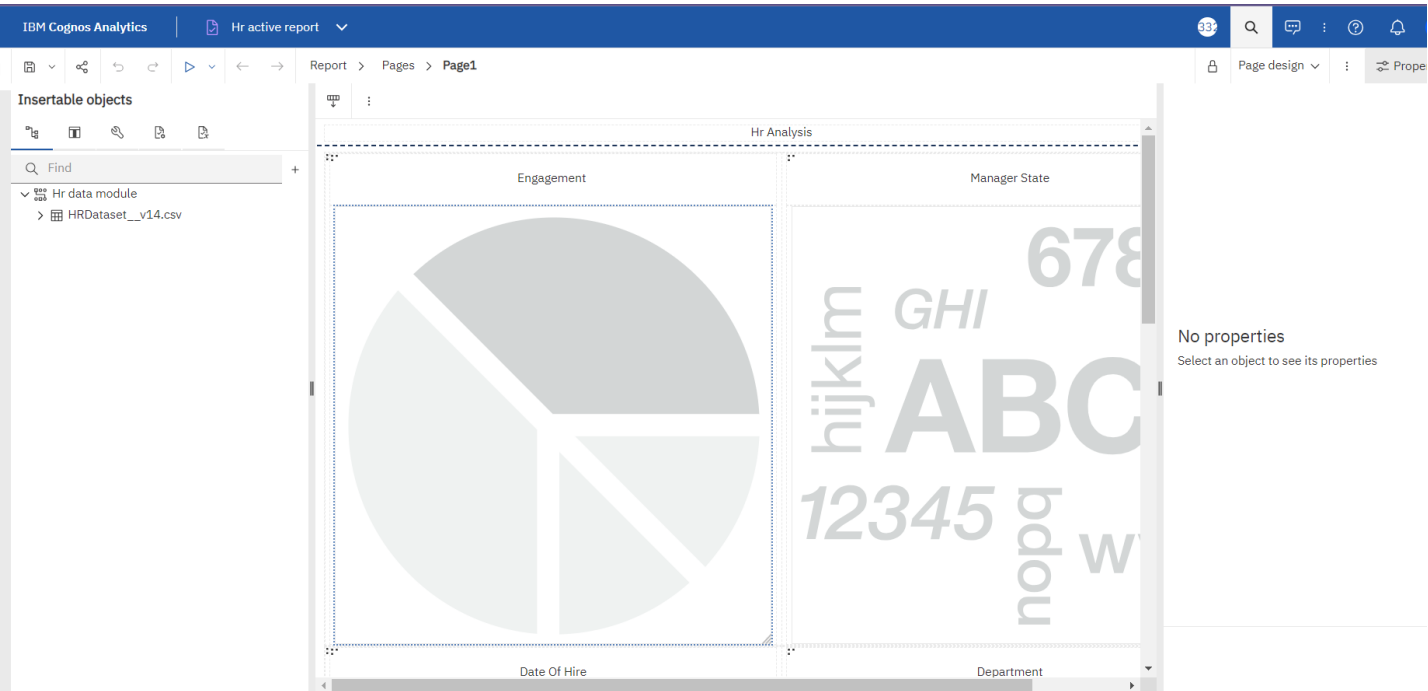 IBM Cognos Analytics
Hr active report
332
Report > Pages > Page1
Page design
Prope
Insertable objects
Find
Hr data module
HRDataset__v14.csv
Hr Analysis
Engagement
Manager State
678
hijklm
GHI
ABC
12345
nopq
w
Date Of Hire
Department
No properties
Select an object to see its properties